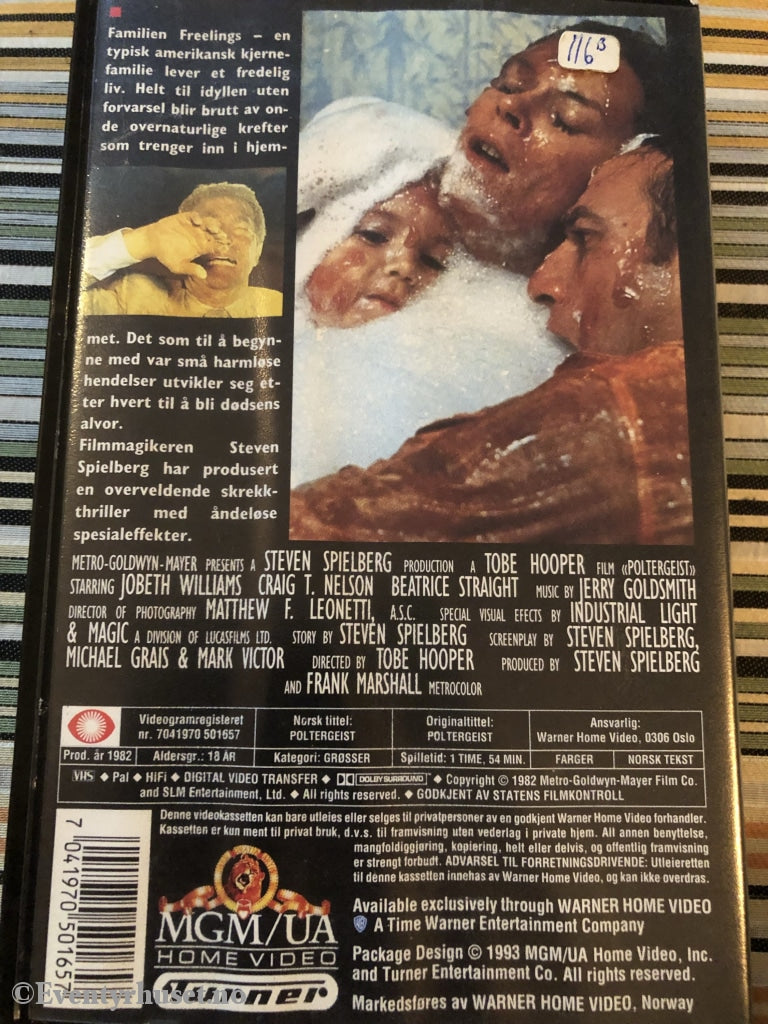 Familien Freelings – en
typisk amerikansk kjerne-
familie lever et fredelig
liv. Helt til idyllen uten
forvarsel blir brutt av on-
de overnaturlige krefter
som trenger inn i hjem-
116 B
met. Det som til å begyn-
ne med var små harmløse
hendelser utvikler seg et-
ter hvert til å bli dødsens
alvor.
Filmmagikeren Steven
Spielberg har produsert
en overveldende skrekk-
thriller med åndeløse
spesialeffekter.
METRO-GOLDWYN-MAYER PRESENTS A STEVEN SPIELBERG PRODUCTION A TOBE HOOPER FILM «POLTERGEIST»
STARRING JOBETH WILLIAMS CRAIG T. NELSON BEATRICE STRAIGHT MUSIC BY JERRY GOLDSMITH
DIRECTOR OF PHOTOGRAPHY MATTHEW F. LEONETTI, A.S.C. SPECIAL VISUAL EFECTS BY INDUSTRIAL LIGHT
& MAGIC A DIVISION OF LUCASFILMS LTD. STORY BY STEVEN SPIELBERG SCREENPLAY BY STEVEN SPIELBERG,
MICHAEL GRAIS & MARK VICTOR DIRECTED BY TOBE HOOPER PRODUCED BY STEVEN SPIELBERG
AND FRANK MARSHALL METROCOLOR
Videogramregisteret
nr. 7041970 501657
Norsk tittel:
POLTERGEIST
Originaltittel:
POLTERGEIST
Ansvarlig:
Warner Home Video, 0306 Oslo
Prod. år 1982 Aldersgr.: 18 ÅR Kategori: GRØSSER Spilletid: 1 TIME, 54 MIN. FARGER NORSK TEKST
VHS ◆ Pal ◆ HiFi ◆ DIGITAL VIDEO TRANSFER ◆ DOLBY SURROUND ◆ Copyright © 1982 Metro-Goldwyn-Mayer Film Co.
and SLM Entertainment, Ltd. ◆ All rights reserved. ◆ GODKJENT AV STATENS FILMKONTROLL
Denne videokassetten kan bare utleies eller selges til privatpersoner av en godkjent Warner Home Video forhandler.
Kassetten er kun ment til privat bruk, d.v.s. til framvisning uten vederlag i private hjem. All annen benyttelse,
mangfoldiggjøring, kopiering, helt eller delvis, og offentlig framvisning
er strengt forbudt. ADVARSEL TIL FORRETNINGSDRIVENDE: Utleieretten
til denne kassetten innehas av Warner Home Video, og kan ikke overdras.
7 041970 501657
MGM/UA
HOME VIDEO
Turner
Available exclusively through WARNER HOME VIDEO
A Time Warner Entertainment Company
Package Design © 1993 MGM/UA Home Video, Inc.
and Turner Entertainment Co. All rights reserved.
Markedsføres av WARNER HOME VIDEO, Norway
©Eventyrhuset.no